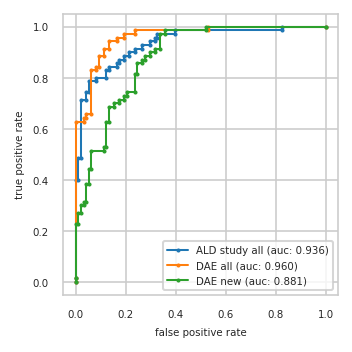 1.0
0.8
0.6
0.4
0.2
0.0
true positive rate
ALD study all (auc: 0.936)
DAE all (auc: 0.960)
DAE new (auc: 0.881)
0.0 0.2 0.4 0.6 0.8 1.0
false positive rate